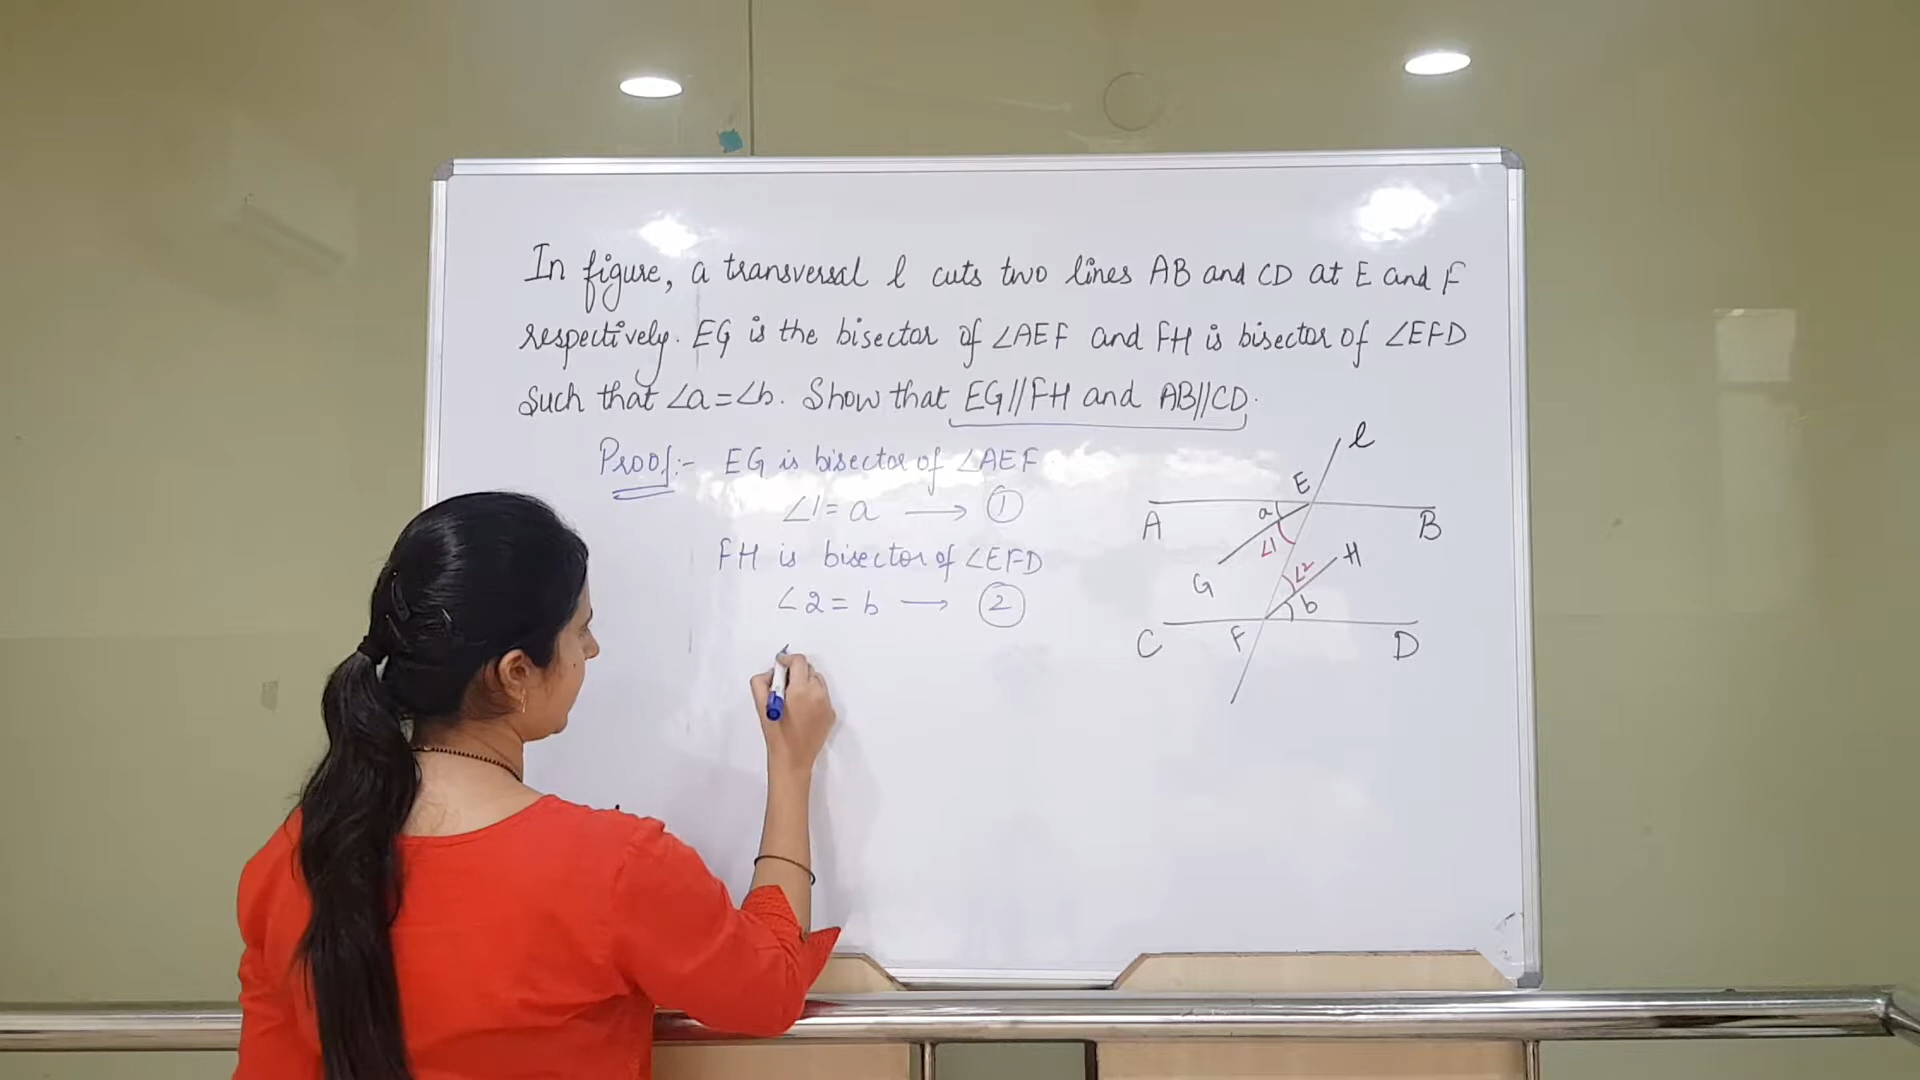 In figure, a transversal l cuts two lines AB and CD at E and F
respectively. EG is the bisector of ∠AEF and FH is bisector of ∠EFD
such that ∠a=∠b. Show that EG//FH and AB//CD.
Proof:- EG is bisector of ∠AEF
∠1=a ⟶ ①
FH is bisector of ∠EFD
∠2=b ⟶ ②
l
E
A
a
B
∠1
H
G
∠2
b
C
F
D